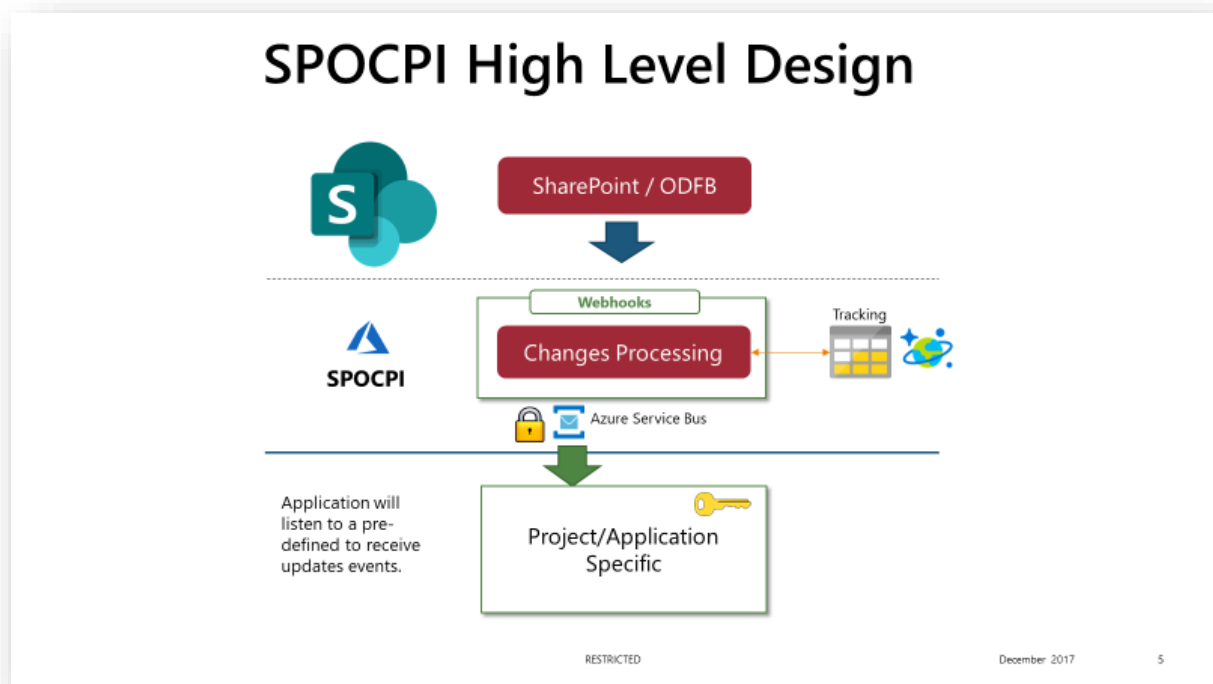 SPOCPI High Level Design
S
SharePoint / ODFB
Webhooks
Changes Processing
Tracking
SPOCPI
Azure Service Bus
Application will
listen to a pre-
defined to receive
updates events.
Project/Application
Specific
RESTRICTED
December 2017
5